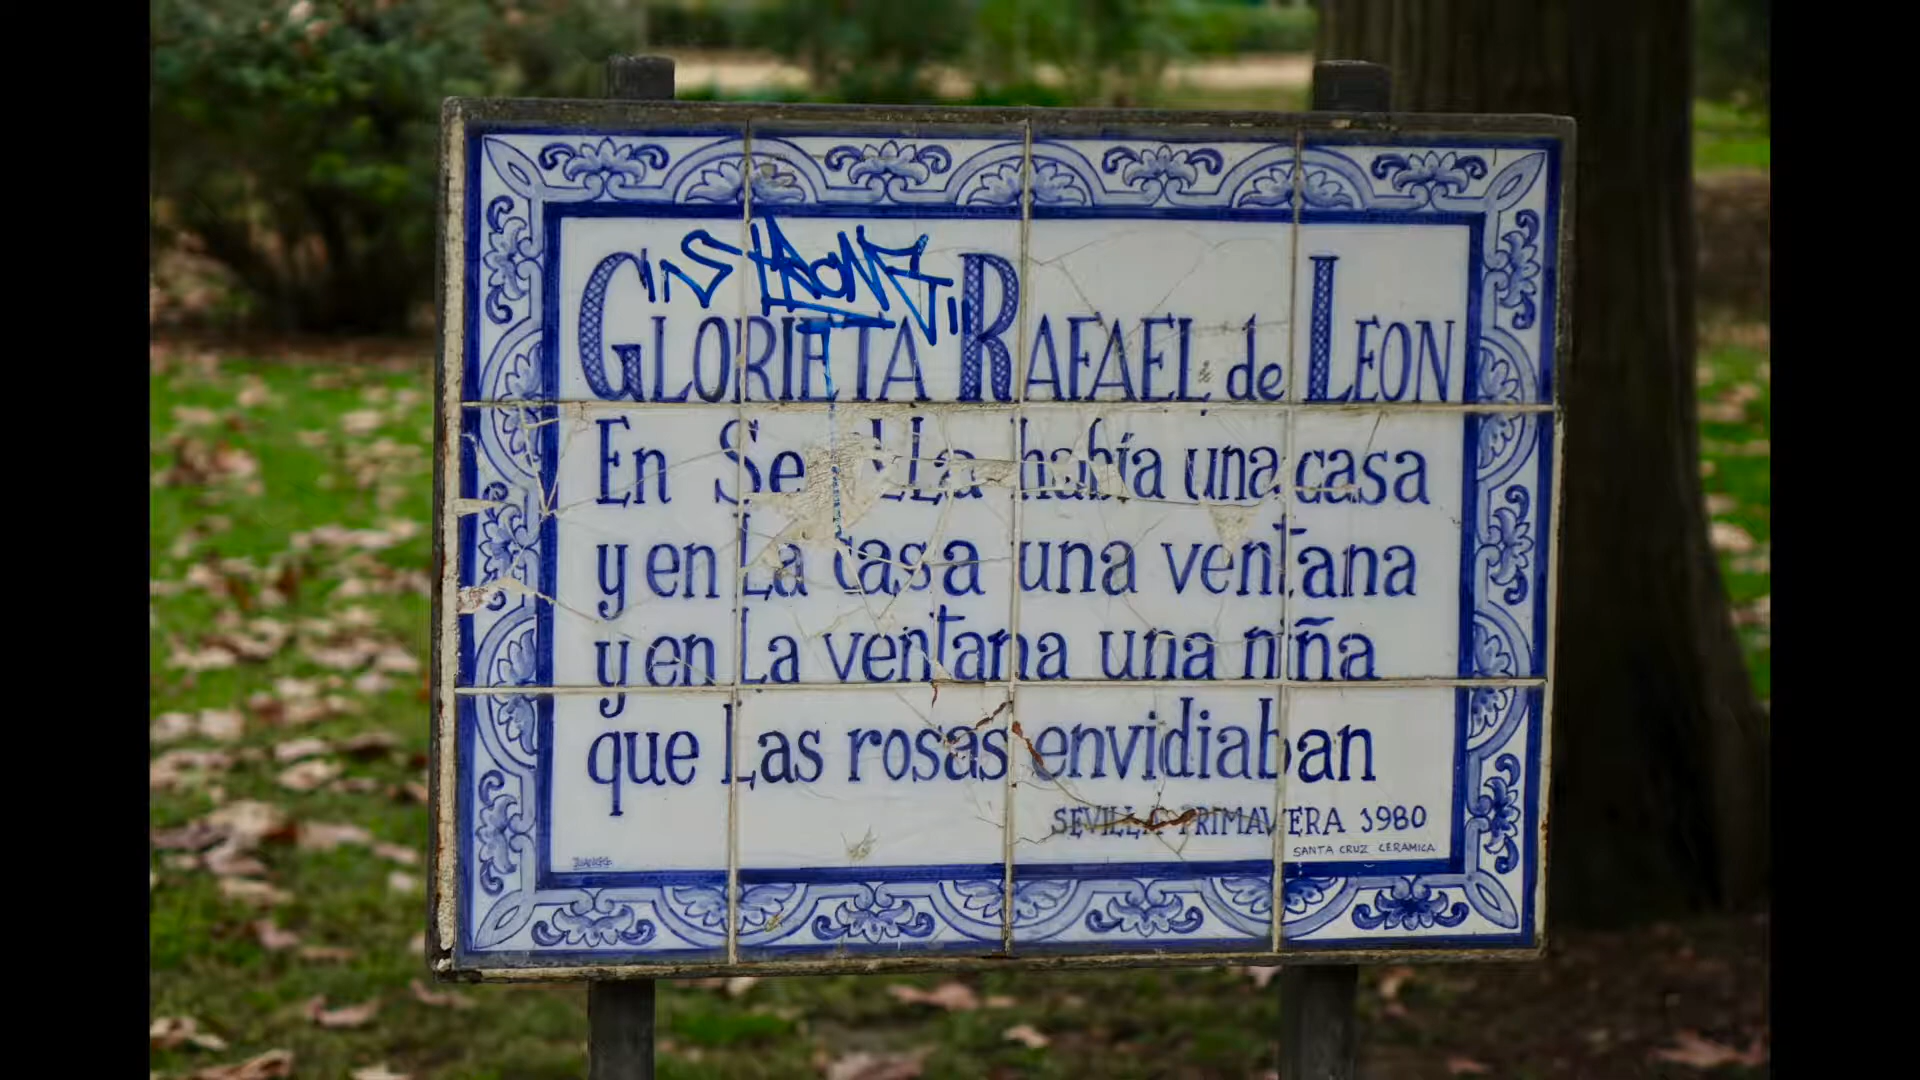 "STRONE"
GLORIETA RAFAEL de LEON
En Sevilla había una casa
y en La casa una ventana
y en La ventana una niña
que Las rosas envidiaban
SEVILLA PRIMAVERA 1980
SANTA CRUZ CERAMICA